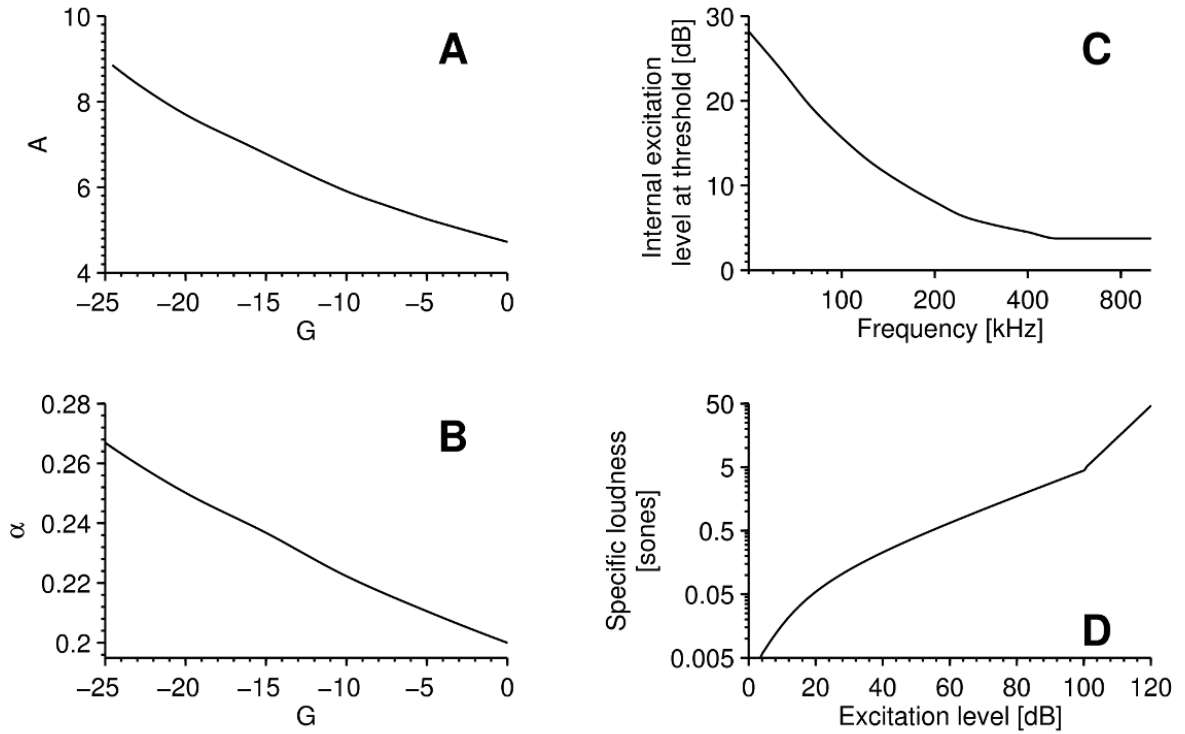 A
10
8
6
4
A
−25 −20 −15 −10 −5 0
G
C
30
20
10
0
Internal excitation
level at threshold [dB]
100 200 400 800
Frequency [kHz]
B
0.28
0.26
0.24
0.22
0.2
α
−25 −20 −15 −10 −5 0
G
50
5
0.5
0.05
0.005
Specific loudness
[sones]
D
0 20 40 60 80 100 120
Excitation level [dB]